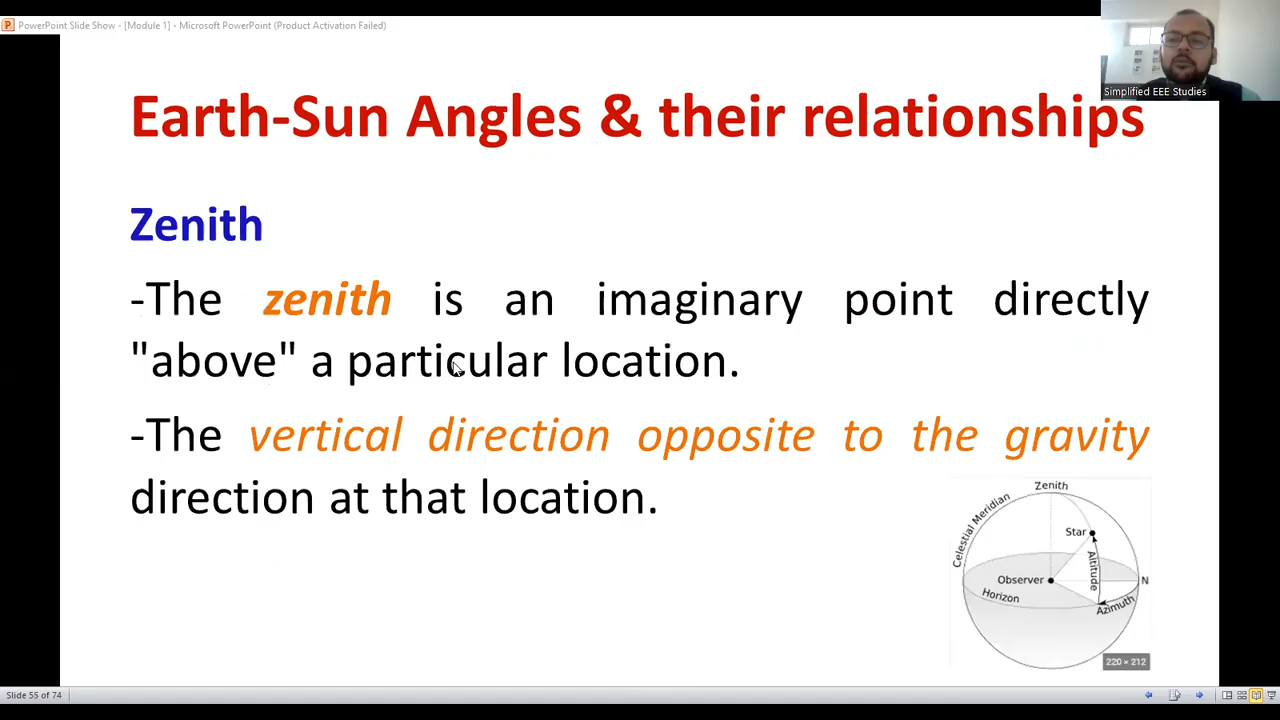 PowerPoint Slide Show - [Module 1] - Microsoft PowerPoint (Product Activation Failed)
Simplified EEE Studies
Earth-Sun Angles & their relationships
Zenith
-The zenith is an imaginary point directly
"above" a particular location.
-The vertical direction opposite to the gravity
direction at that location.
Zenith
Celestial Meridian
Star
Altitude
Observer
N
Horizon
Azimuth
220 × 212
Slide 55 of 74